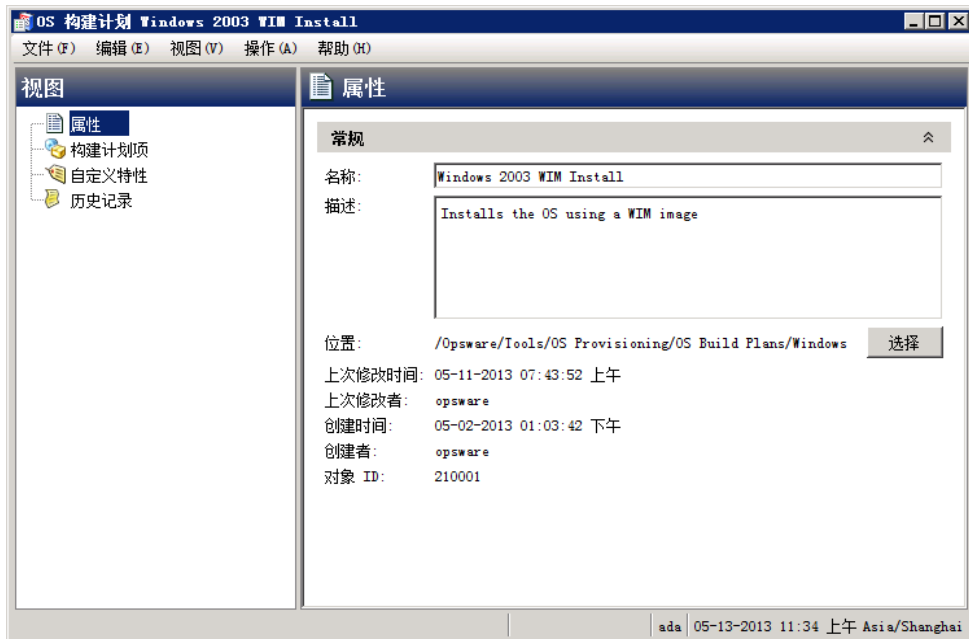 OS 构建计划 Windows 2003 WIM Install
文件(F) 编辑(E) 视图(V) 操作(A) 帮助(H)
视图
属性
构建计划项
自定义特性
历史记录
属性
常规
名称: Windows 2003 WIM Install
描述: Installs the OS using a WIM image
位置: /Opsware/Tools/OS Provisioning/OS Build Plans/Windows 选择
上次修改时间: 05-11-2013 07:43:52 上午
上次修改者: opsware
创建时间: 05-02-2013 01:03:42 下午
创建者: opsware
对象 ID: 210001
ada 05-13-2013 11:34 上午 Asia/Shanghai